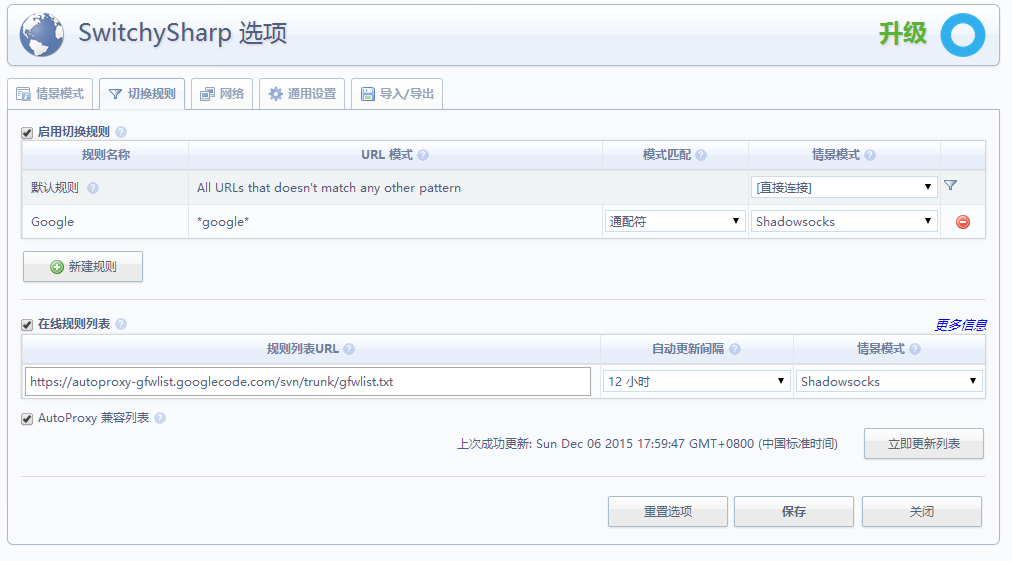 SwitchySharp 选项
升级
情景模式 切换规则 网络 通用设置 导入/导出
启用切换规则
规则名称 URL 模式 模式匹配 情景模式
默认规则 All URLs that doesn't match any other pattern [直接连接]
Google *google* 通配符 Shadowsocks
新建规则
在线规则列表 更多信息
规则列表URL 自动更新间隔 情景模式
https://autoproxy-gfwlist.googlecode.com/svn/trunk/gfwlist.txt 12 小时 Shadowsocks
AutoProxy 兼容列表
上次成功更新: Sun Dec 06 2015 17:59:47 GMT+0800 (中国标准时间) 立即更新列表
重置选项 保存 关闭